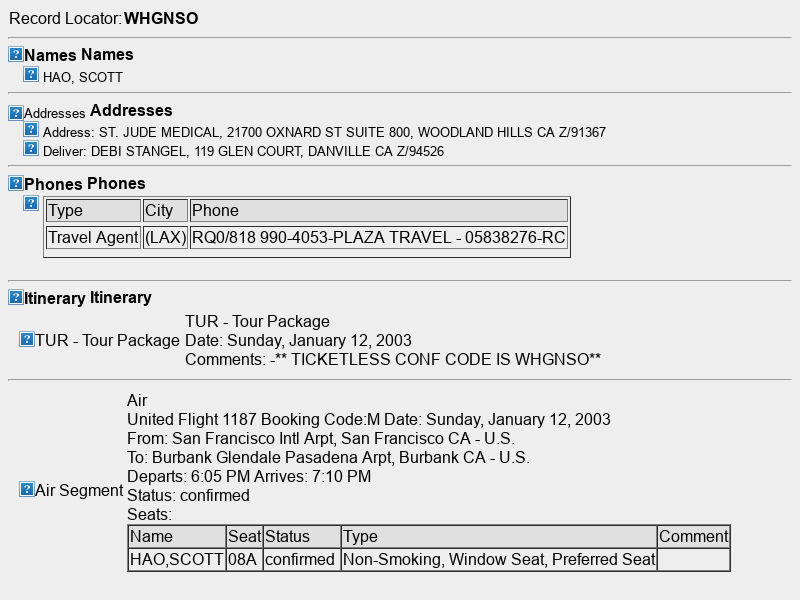 Record Locator: WHGNSO
Names Names
HAO, SCOTT
Addresses Addresses
Address: ST. JUDE MEDICAL, 21700 OXNARD ST SUITE 800, WOODLAND HILLS CA Z/91367
Deliver: DEBI STANGEL, 119 GLEN COURT, DANVILLE CA Z/94526
Phones Phones
Type City Phone
Travel Agent (LAX) RQ0/818 990-4053-PLAZA TRAVEL - 05838276-RC
Itinerary Itinerary
TUR - Tour Package
TUR - Tour Package
Date: Sunday, January 12, 2003
Comments: -** TICKETLESS CONF CODE IS WHGNSO**
Air Segment
Air
United Flight 1187 Booking Code:M Date: Sunday, January 12, 2003
From: San Francisco Intl Arpt, San Francisco CA - U.S.
To: Burbank Glendale Pasadena Arpt, Burbank CA - U.S.
Departs: 6:05 PM Arrives: 7:10 PM
Status: confirmed
Seats:
Name Seat Status Type Comment
HAO,SCOTT 08A confirmed Non-Smoking, Window Seat, Preferred Seat